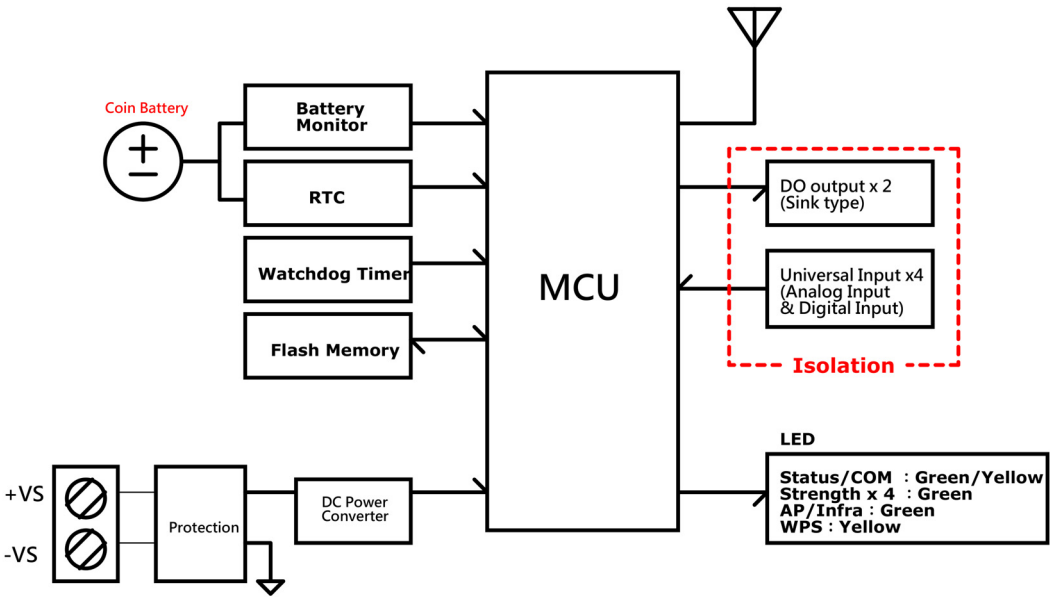 Coin Battery
Battery
Monitor
RTC
Watchdog Timer
Flash Memory
MCU
DO output x 2
(Sink type)
Universal Input x4
(Analog Input
& Digital Input)
Isolation
+VS
-VS
Protection
DC Power
Converter
LED
Status/COM : Green/Yellow
Strength x 4 : Green
AP/Infra : Green
WPS : Yellow